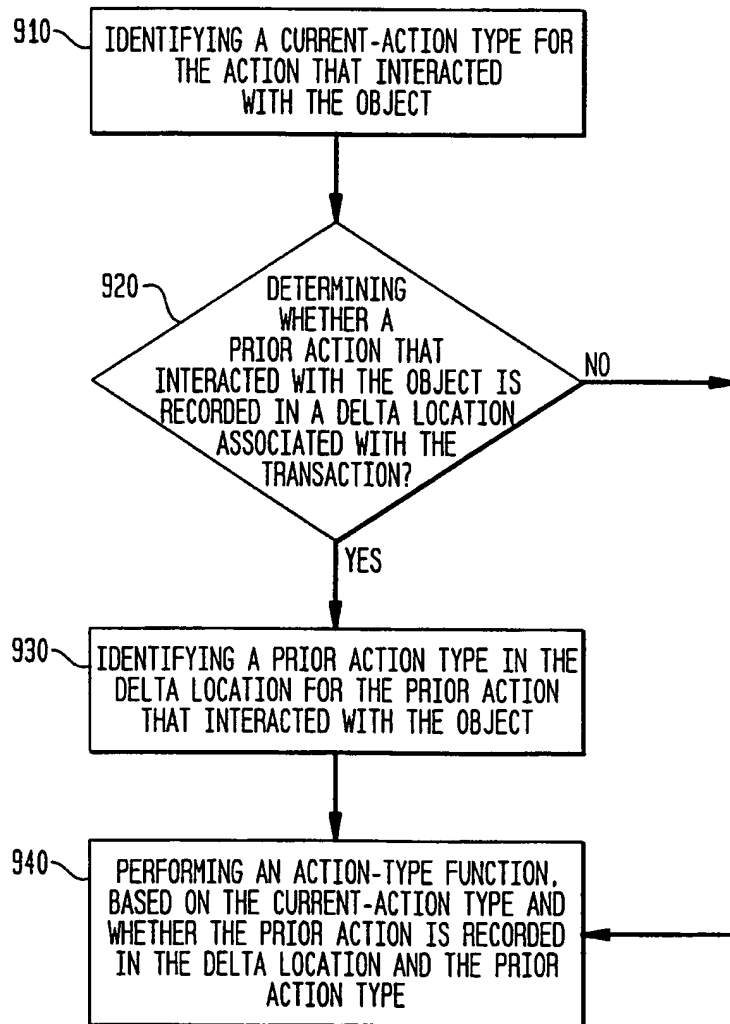 910
IDENTIFYING A CURRENT-ACTION TYPE FOR
THE ACTION THAT INTERACTED
WITH THE OBJECT
920
DETERMINING
WHETHER A
PRIOR ACTION THAT
INTERACTED WITH THE OBJECT IS
RECORDED IN A DELTA LOCATION
ASSOCIATED WITH THE
TRANSACTION?
NO
YES
930
IDENTIFYING A PRIOR ACTION TYPE IN THE
DELTA LOCATION FOR THE PRIOR ACTION
THAT INTERACTED WITH THE OBJECT
940
PERFORMING AN ACTION-TYPE FUNCTION,
BASED ON THE CURRENT-ACTION TYPE AND
WHETHER THE PRIOR ACTION IS RECORDED
IN THE DELTA LOCATION AND THE PRIOR
ACTION TYPE